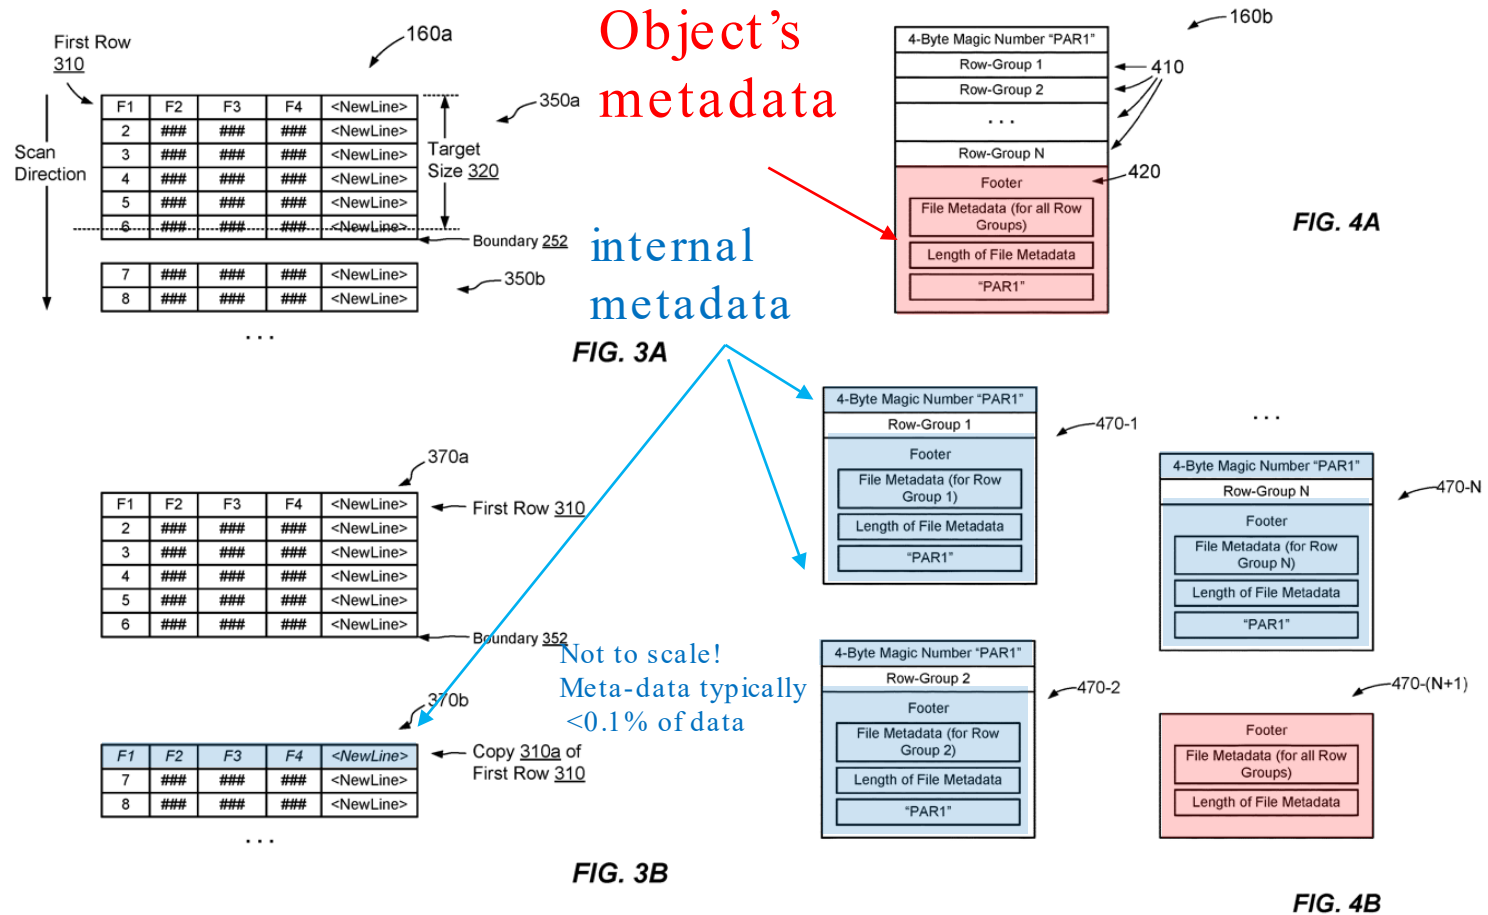 160a
First Row
310
F1 F2 F3 F4 <NewLine>
2 ### ### ### <NewLine>
3 ### ### ### <NewLine>
4 ### ### ### <NewLine>
5 ### ### ### <NewLine>
6 ### ### ### <NewLine>
Scan
Direction
350a
Target
Size 320
Boundary 252
7 ### ### ### <NewLine>
8 ### ### ### <NewLine>
350b
. . .
FIG. 3A
Object's
metadata
internal
metadata
160b
4-Byte Magic Number “PAR1”
Row-Group 1
Row-Group 2
. . .
Row-Group N
410
420
Footer
File Metadata (for all Row
Groups)
Length of File Metadata
“PAR1”
FIG. 4A
370a
F1 F2 F3 F4 <NewLine>
2 ### ### ### <NewLine>
3 ### ### ### <NewLine>
4 ### ### ### <NewLine>
5 ### ### ### <NewLine>
6 ### ### ### <NewLine>
First Row 310
Boundary 352
370b
F1 F2 F3 F4 <NewLine>
7 ### ### ### <NewLine>
8 ### ### ### <NewLine>
Copy 310a of
First Row 310
. . .
FIG. 3B
Not to scale!
Meta-data typically
<0.1% of data
4-Byte Magic Number “PAR1”
Row-Group 1
Footer
File Metadata (for Row
Group 1)
Length of File Metadata
“PAR1”
470-1
4-Byte Magic Number “PAR1”
Row-Group 2
Footer
File Metadata (for Row
Group 2)
Length of File Metadata
“PAR1”
470-2
. . .
4-Byte Magic Number “PAR1”
Row-Group N
Footer
File Metadata (for Row
Group N)
Length of File Metadata
“PAR1”
470-N
470-(N+1)
Footer
File Metadata (for all Row
Groups)
Length of File Metadata
FIG. 4B